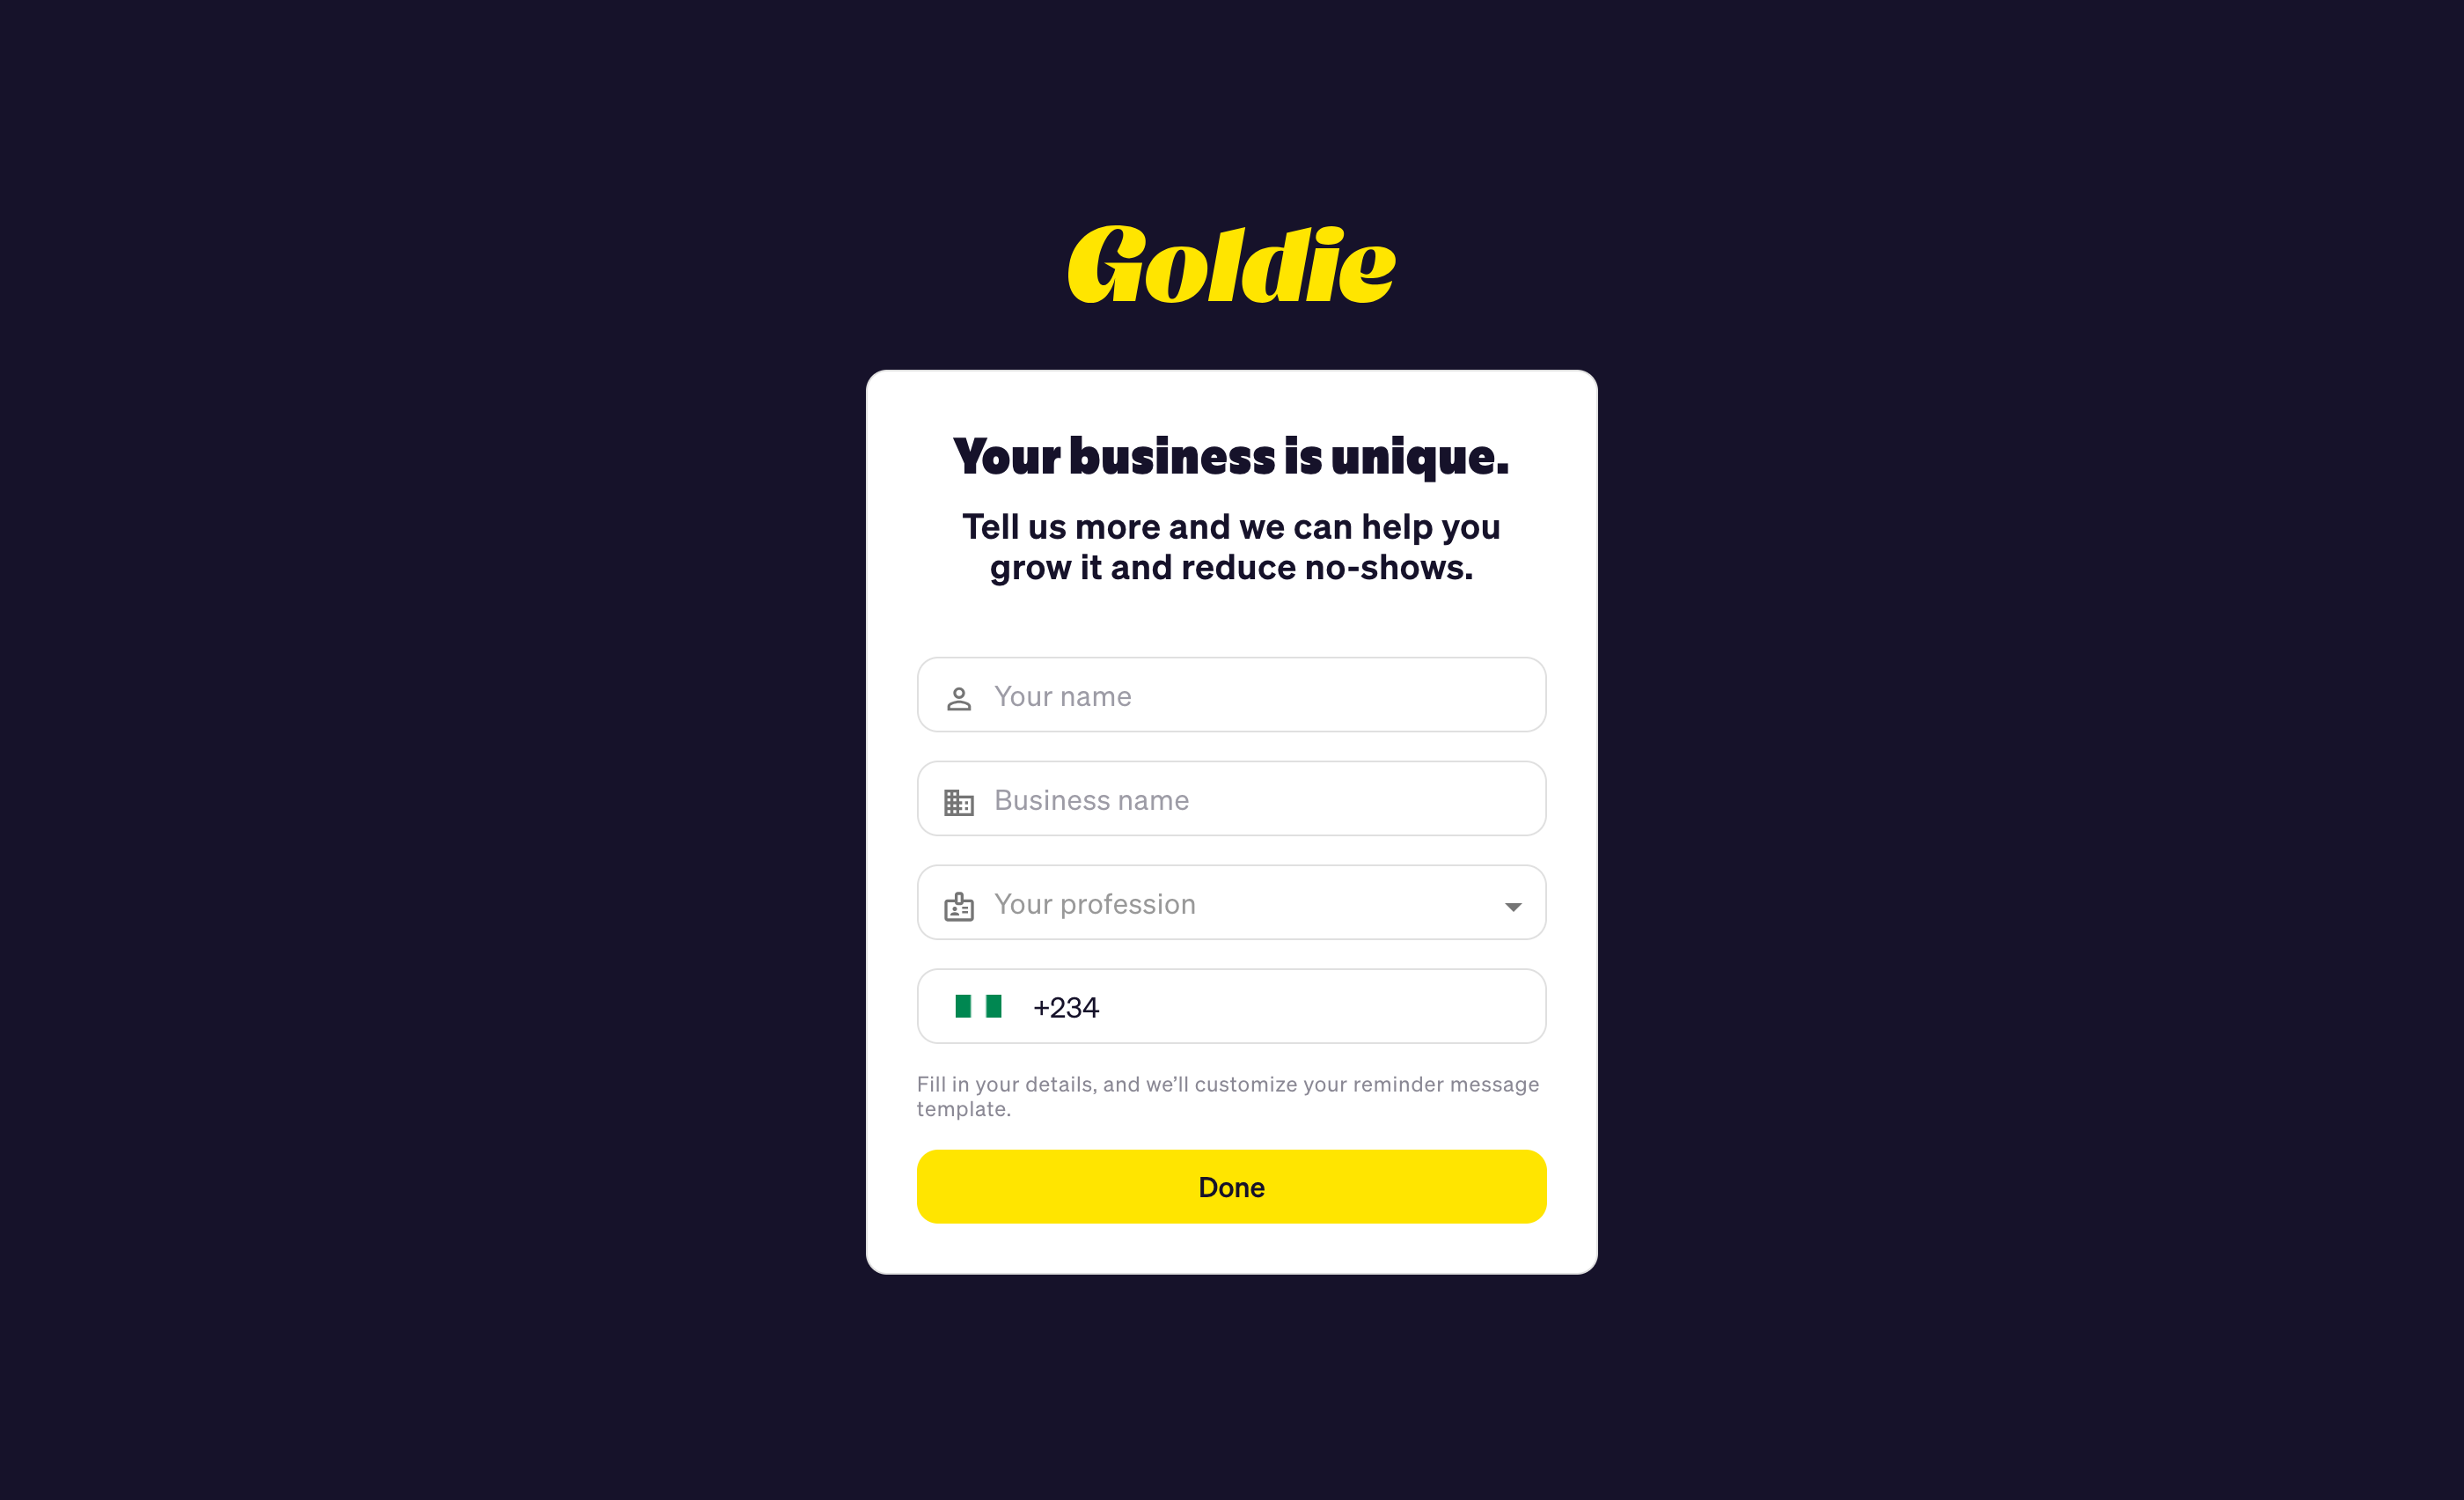 Goldie
Your business is unique.
Tell us more and we can help you
grow it and reduce no-shows.
Your name
Business name
Your profession
+234
Fill in your details, and we’ll customize your reminder message
template.
Done